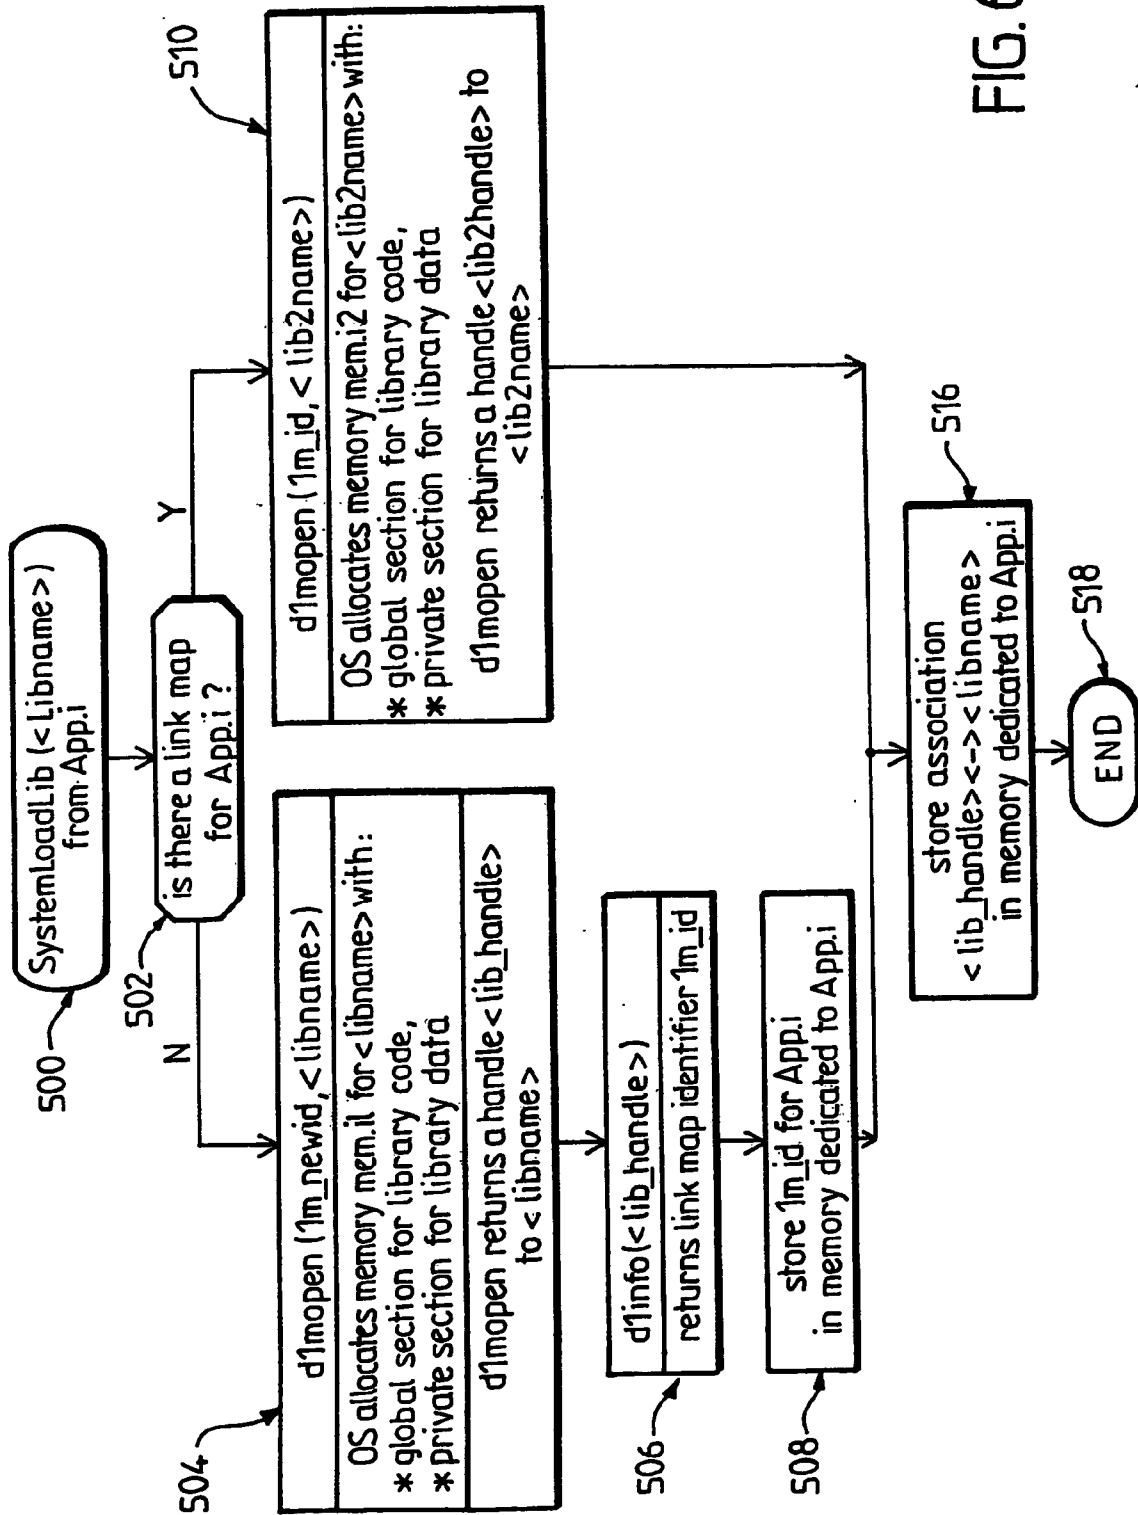 500
SystemLoadLib (<Libname>)
from App.i
502
is there a link map
for App.i ?
N
Y
504
d1mopen (1m_newid, <libname>)
OS allocates memory mem.il for <libname> with:
* global section for library code,
* private section for library data
d1mopen returns a handle <lib_handle>
to <libname>
510
d1mopen (1m_id, <lib2name>)
OS allocates memory mem.i2 for <lib2name> with:
* global section for library code,
* private section for library data
d1mopen returns a handle <lib2handle> to
<lib2name>
506
d1info(<lib_handle>)
returns link map identifier 1m_id
508
store 1m_id for App.i
in memory dedicated to App.i
516
store association
<lib_handle><-><libname>
in memory dedicated to App.i
518
END
FIG. 6